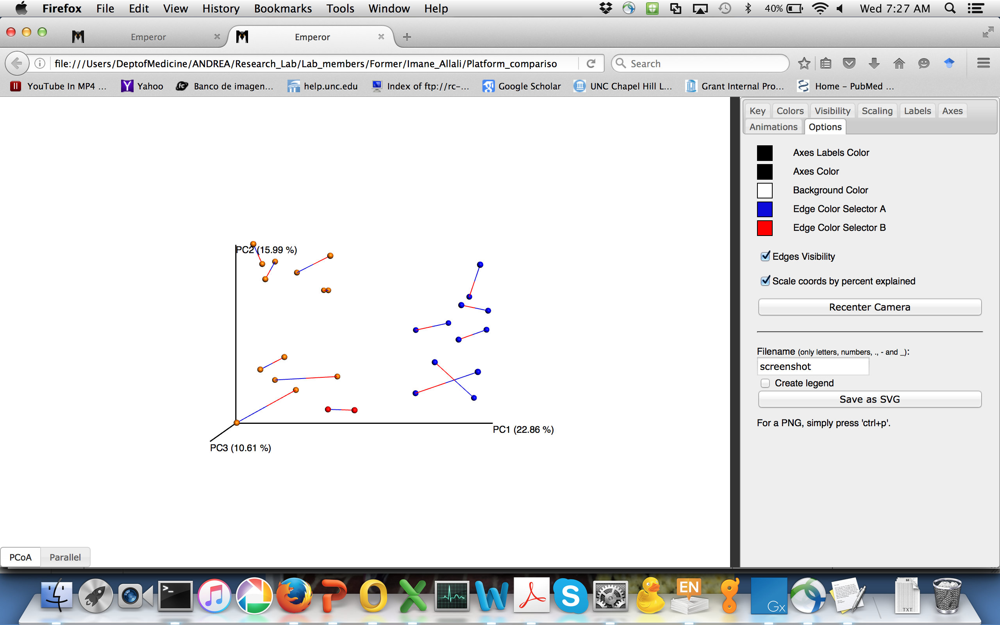 Firefox File Edit View History Bookmarks Tools Window Help 40% Wed 7:27 AM
Emperor Emperor
file:///Users/DeptofMedicine/ANDREA/Research_Lab/Lab_members/Former/Imane_Allali/Platform_compariso Search
YouTube In MP4 ... Yahoo fc Banco de imagen... help.unc.edu Index of ftp://rc-... Google Scholar UNC Chapel Hill L... Grant Internal Pro... Home – PubMed ...
Key Colors Visibility Scaling Labels Axes
Animations Options
Axes Labels Color
Axes Color
Background Color
Edge Color Selector A
Edge Color Selector B
Edges Visibility
Scale coords by percent explained
Recenter Camera
Filename (only letters, numbers, ., - and _):
screenshot
Create legend
Save as SVG
For a PNG, simply press 'ctrl+p'.
PC2 (15.99 %)
PC1 (22.86 %)
PC3 (10.61 %)
PCoA Parallel
EN
Gx
TXT